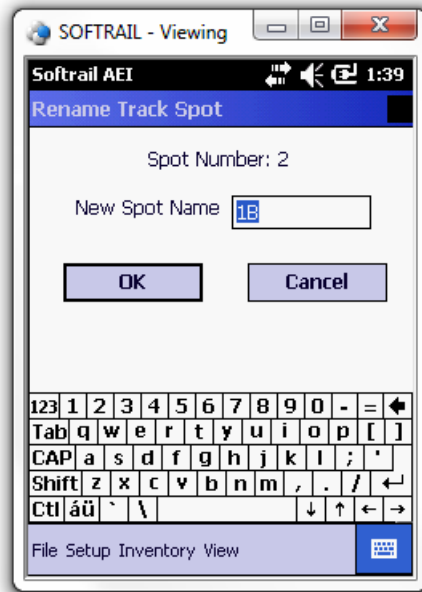 SOFTRAIL - Viewing
Softrail AEI 1:39
Rename Track Spot
Spot Number: 2
New Spot Name 1B
OK Cancel
123 1 2 3 4 5 6 7 8 9 0 - = ←
Tab q w e r t y u i o p [ ]
CAP a s d f g h j k l ; '
Shift z x c v b n m , . / ↵
Ctl áü ` \ ↓ ↑ ← →
File Setup Inventory View